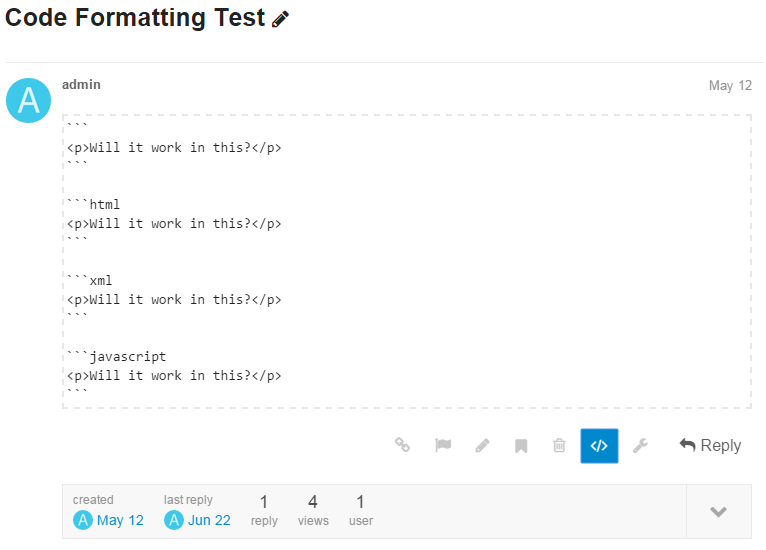 Code Formatting Test
A
admin
May 12
```
<p>Will it work in this?</p>
```
```html
<p>Will it work in this?</p>
```
```xml
<p>Will it work in this?</p>
```
```javascript
<p>Will it work in this?</p>
```
</>
Reply
created
last reply
1
4
1
A May 12
A Jun 22
reply
views
user